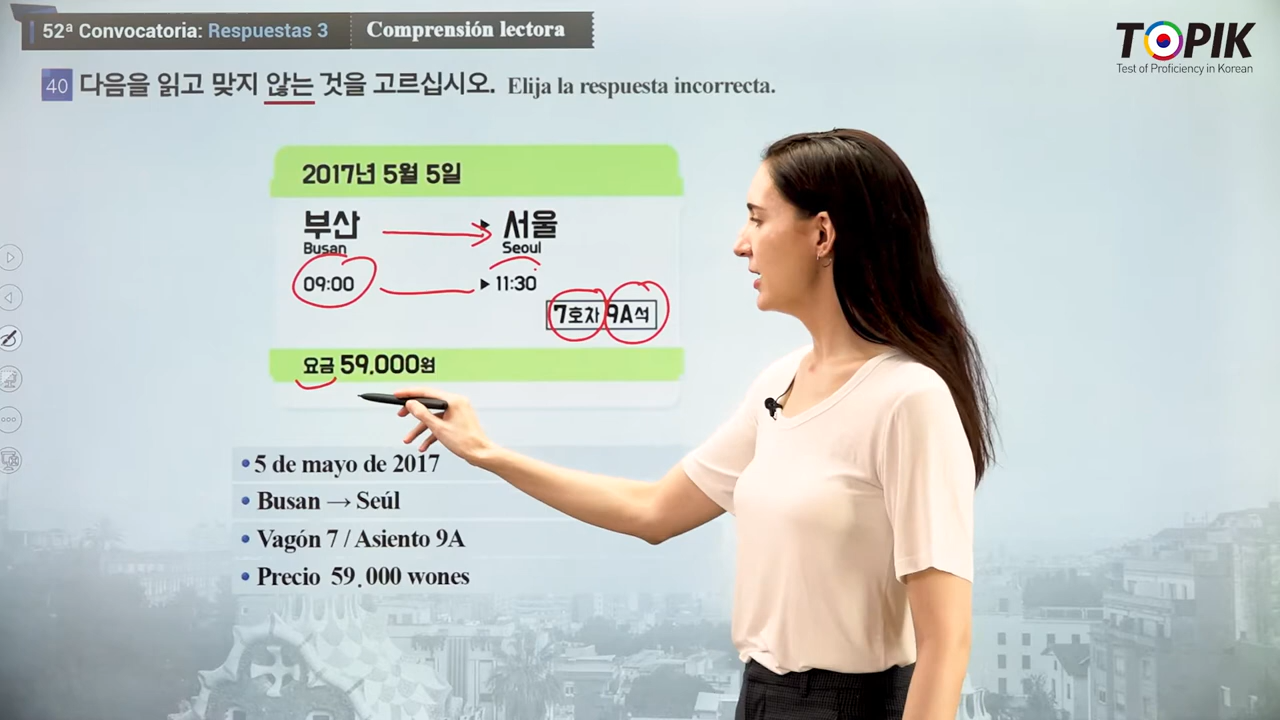 52ª Convocatoria: Respuestas 3
Comprensión lectora
TOPIK
Test of Proficiency in Korean
40 다음을 읽고 맞지 않는 것을 고르십시오. Elija la respuesta incorrecta.
2017년 5월 5일
부산 ▶ 서울
Busan Seoul
09:00 ▶ 11:30
7호차 9A석
요금 59,000원
• 5 de mayo de 2017
• Busan → Seúl
• Vagón 7 / Asiento 9A
• Precio 59,000 wones